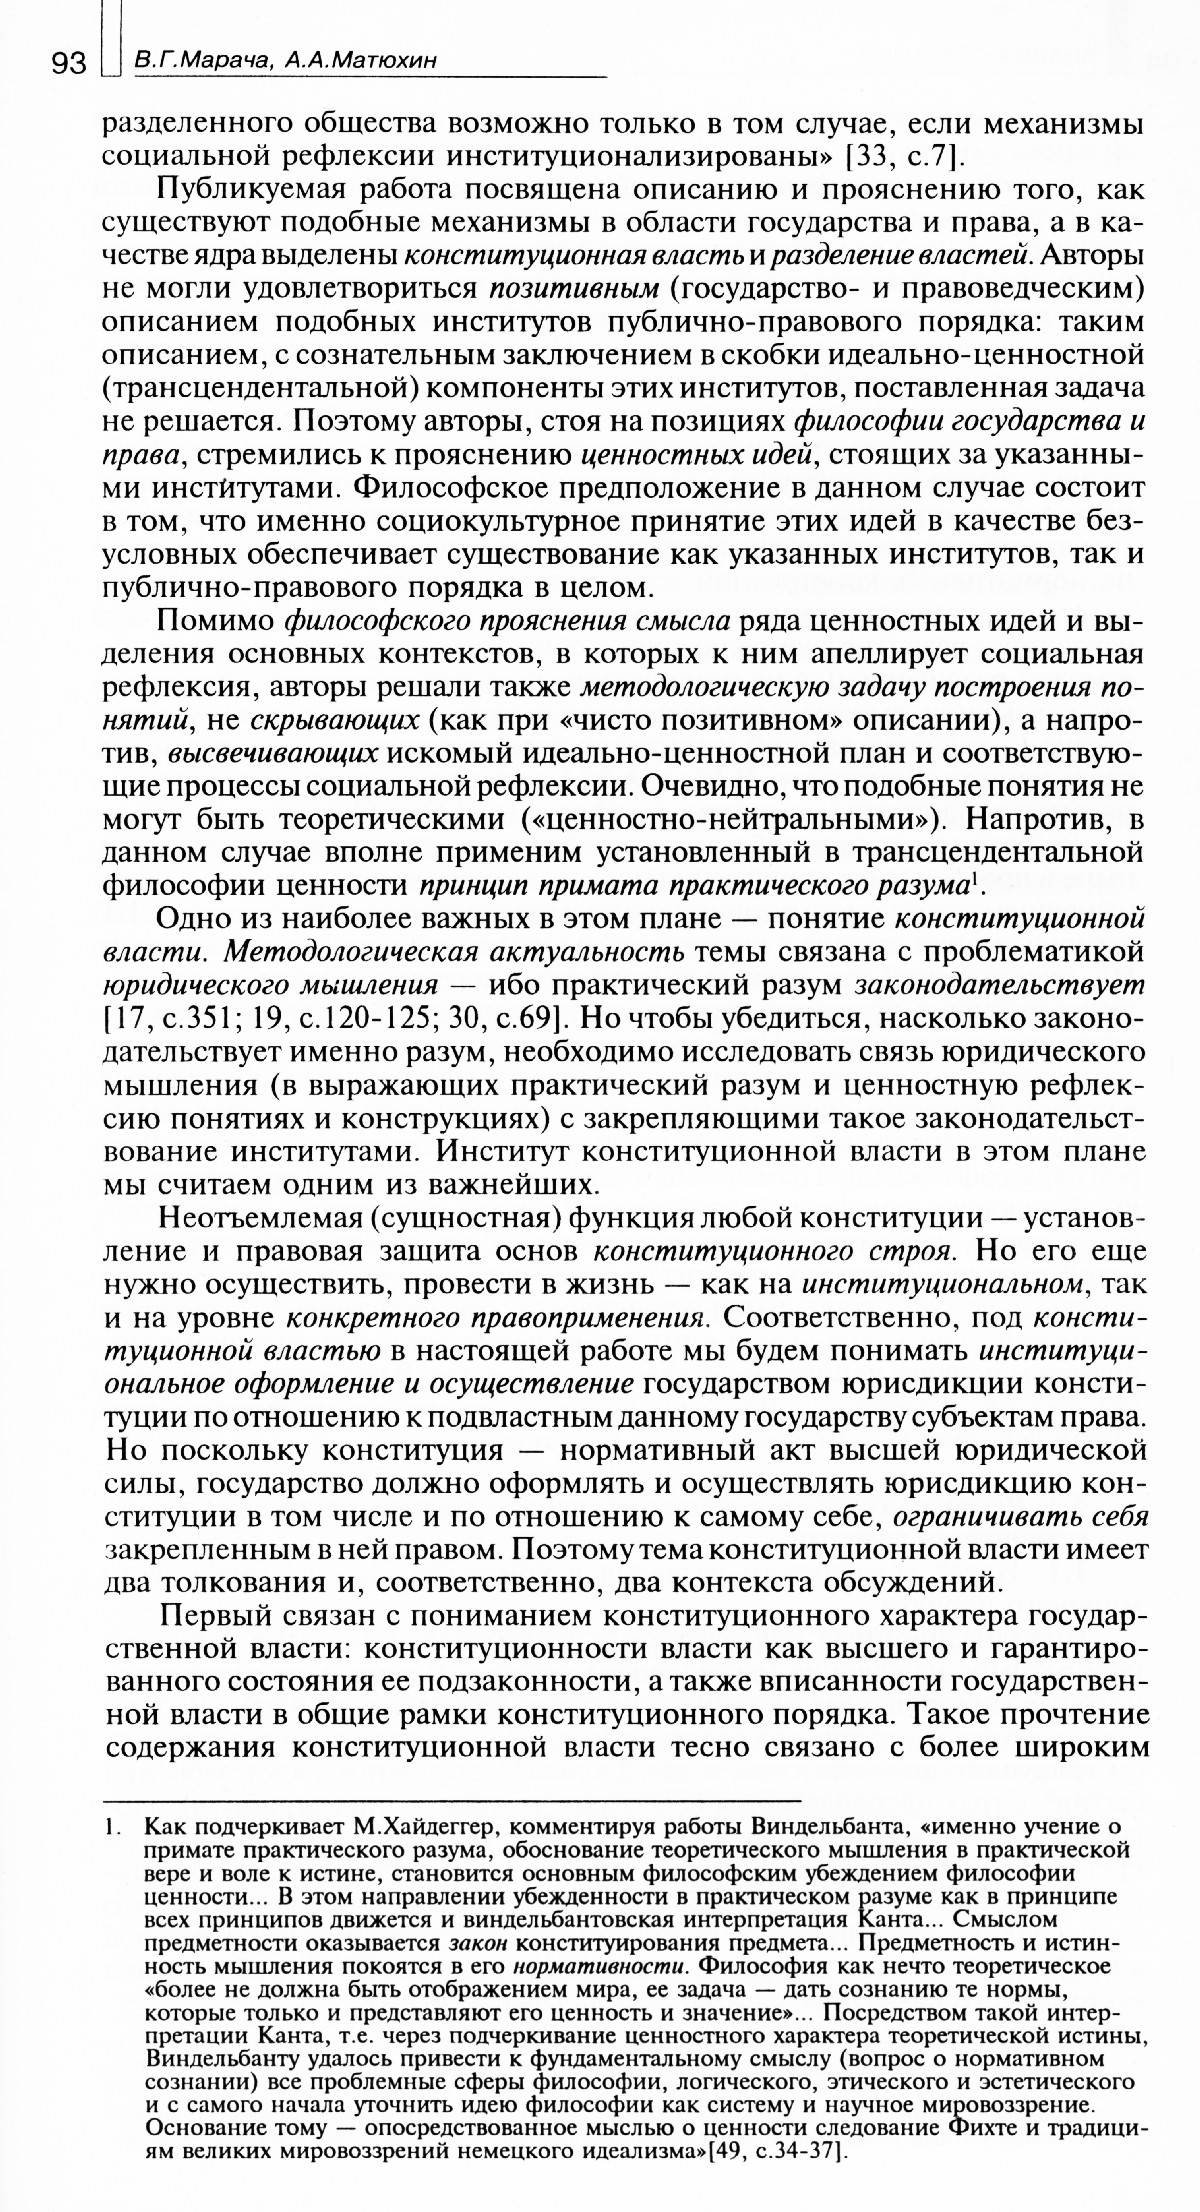 93
В.Г.Марача, А.А.Матюхин
разделенного общества возможно только в том случае, если механизмы
социальной рефлексии институционализированы» [33, с.7].
Публикуемая работа посвящена описанию и прояснению того, как
существуют подобные механизмы в области государства и права, а в ка-
честве ядра выделены конституционная власть и разделение властей. Авторы
не могли удовлетвориться позитивным (государство- и правоведческим)
описанием подобных институтов публично-правового порядка: таким
описанием, с сознательным заключением в скобки идеально-ценностной
(трансцендентальной) компоненты этих институтов, поставленная задача
не решается. Поэтому авторы, стоя на позициях философии государства и
права, стремились к прояснению ценностных идей, стоящих за указанны-
ми институтами. Философское предположение в данном случае состоит
в том, что именно социокультурное принятие этих идей в качестве без-
условных обеспечивает существование как указанных институтов, так и
публично-правового порядка в целом.
Помимо философского прояснения смысла ряда ценностных идей и вы-
деления основных контекстов, в которых к ним апеллирует социальная
рефлексия, авторы решали также методологическую задачу построения по-
нятий, не скрывающих (как при «чисто позитивном» описании), а напро-
тив, высвечивающих искомый идеально-ценностной план и соответствую-
щие процессы социальной рефлексии. Очевидно, что подобные понятия не
могут быть теоретическими («ценностно-нейтральными»). Напротив, в
данном случае вполне применим установленный в трансцендентальной
философии ценности принцип примата практического разума¹.
Одно из наиболее важных в этом плане — понятие конституционной
власти. Методологическая актуальность темы связана с проблематикой
юридического мышления — ибо практический разум законодательствует
[17, с.351; 19, с.120-125; 30, с.69]. Но чтобы убедиться, насколько законо-
дательствует именно разум, необходимо исследовать связь юридического
мышления (в выражающих практический разум и ценностную рефлек-
сию понятиях и конструкциях) с закрепляющими такое законодательст-
вование институтами. Институт конституционной власти в этом плане
мы считаем одним из важнейших.
Неотъемлемая (сущностная) функция любой конституции — установ-
ление и правовая защита основ конституционного строя. Но его еще
нужно осуществить, провести в жизнь — как на институциональном, так
и на уровне конкретного правоприменения. Соответственно, под консти-
туционной властью в настоящей работе мы будем понимать институци-
ональное оформление и осуществление государством юрисдикции консти-
туции по отношению к подвластным данному государству субъектам права.
Но поскольку конституция — нормативный акт высшей юридической
силы, государство должно оформлять и осуществлять юрисдикцию кон-
ституции в том числе и по отношению к самому себе, ограничивать себя
закрепленным в ней правом. Поэтому тема конституционной власти имеет
два толкования и, соответственно, два контекста обсуждений.
Первый связан с пониманием конституционного характера государ-
ственной власти: конституционности власти как высшего и гарантиро-
ванного состояния ее подзаконности, а также вписанности государствен-
ной власти в общие рамки конституционного порядка. Такое прочтение
содержания конституционной власти тесно связано с более широким
1. Как подчеркивает М.Хайдеггер, комментируя работы Виндельбанта, «именно учение о
примате практического разума, обоснование теоретического мышления в практической
вере и воле к истине, становится основным философским убеждением философии
ценности... В этом направлении убежденности в практическом разуме как в принципе
всех принципов движется и виндельбантовская интерпретация Канта... Смыслом
предметности оказывается закон конституирования предмета... Предметность и истин-
ность мышления покоятся в его нормативности. Философия как нечто теоретическое
«более не должна быть отображением мира, ее задача — дать сознанию те нормы,
которые только и представляют его ценность и значение»... Посредством такой интер-
претации Канта, т.е. через подчеркивание ценностного характера теоретической истины,
Виндельбанту удалось привести к фундаментальному смыслу (вопрос о нормативном
сознании) все проблемные сферы философии, логического, этического и эстетического
и с самого начала уточнить идею философии как систему и научное мировоззрение.
Основание тому — опосредствованное мыслью о ценности следование Фихте и традици-
ям великих мировоззрений немецкого идеализма»[49, с.34-37].